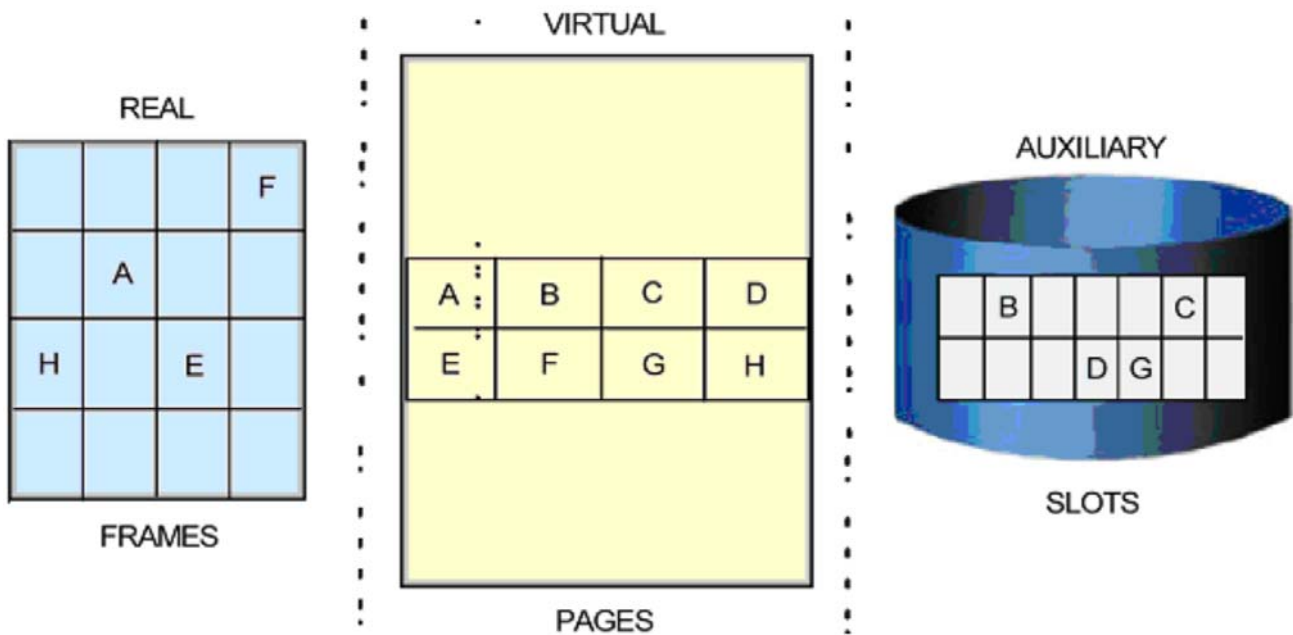 VIRTUAL
REAL
AUXILIARY
F
A
H E
A B C D
E F G H
B C
D G
FRAMES
PAGES
SLOTS